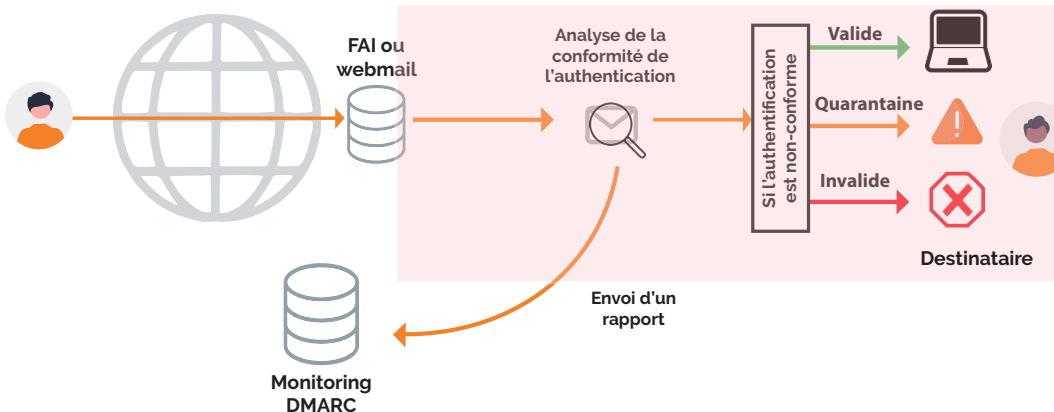 FAI ou
webmail
Analyse de la
conformité de
l'authentication
Si l'authentification
est non-conforme
Valide
Quarantaine
Invalide
Destinataire
Envoi d'un
rapport
Monitoring
DMARC